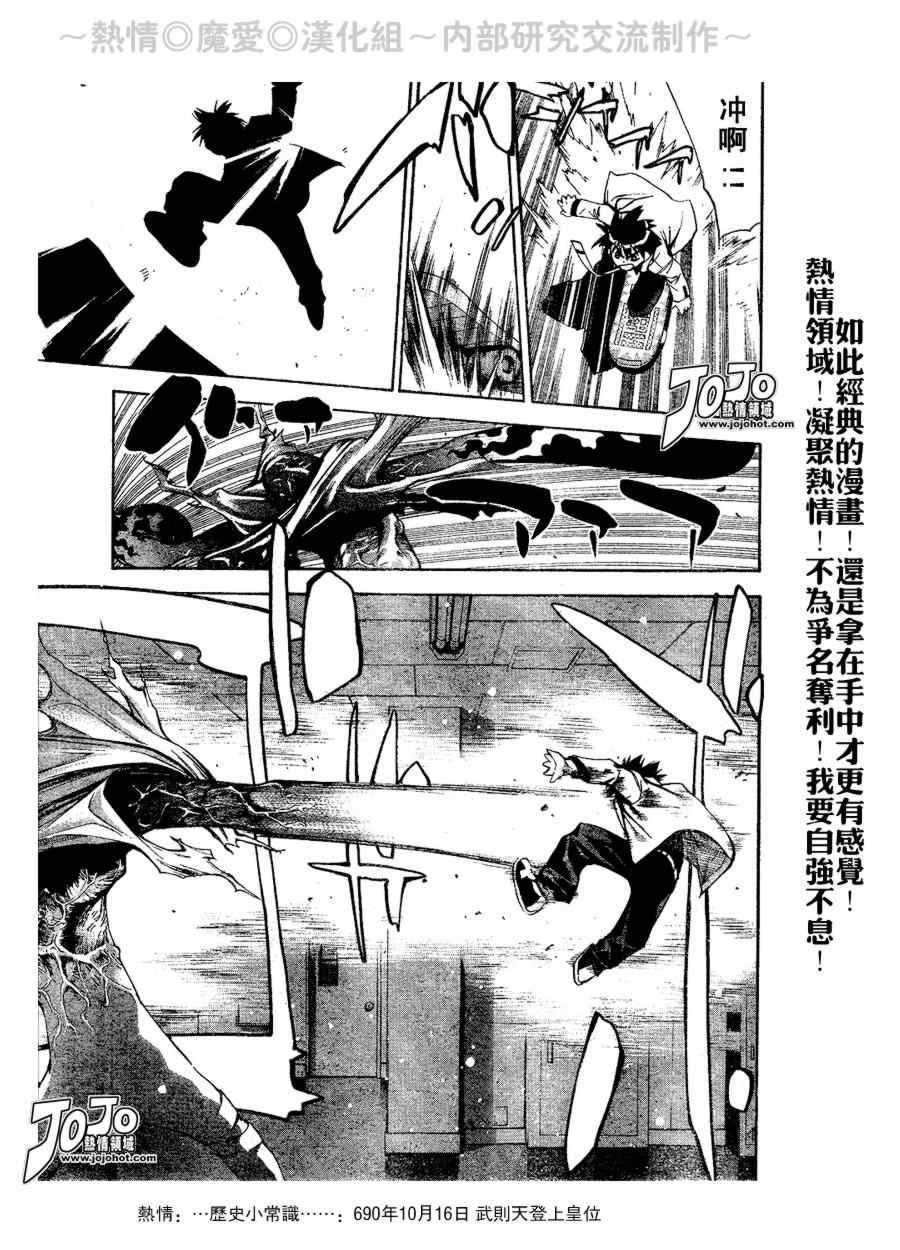 ～熱情◎魔愛◎漢化組～内部研究交流制作～
冲啊!!
JOJO
熱情領域
www.jojohot.com
如此經典的漫畫！還是拿在手中才更有感覺！
熱情領域！凝聚熱情！不為爭名奪利！我要自強不息！
JOJO
熱情領域
www.jojohot.com
熱情：…歷史小常識……：690年10月16日 武則天登上皇位